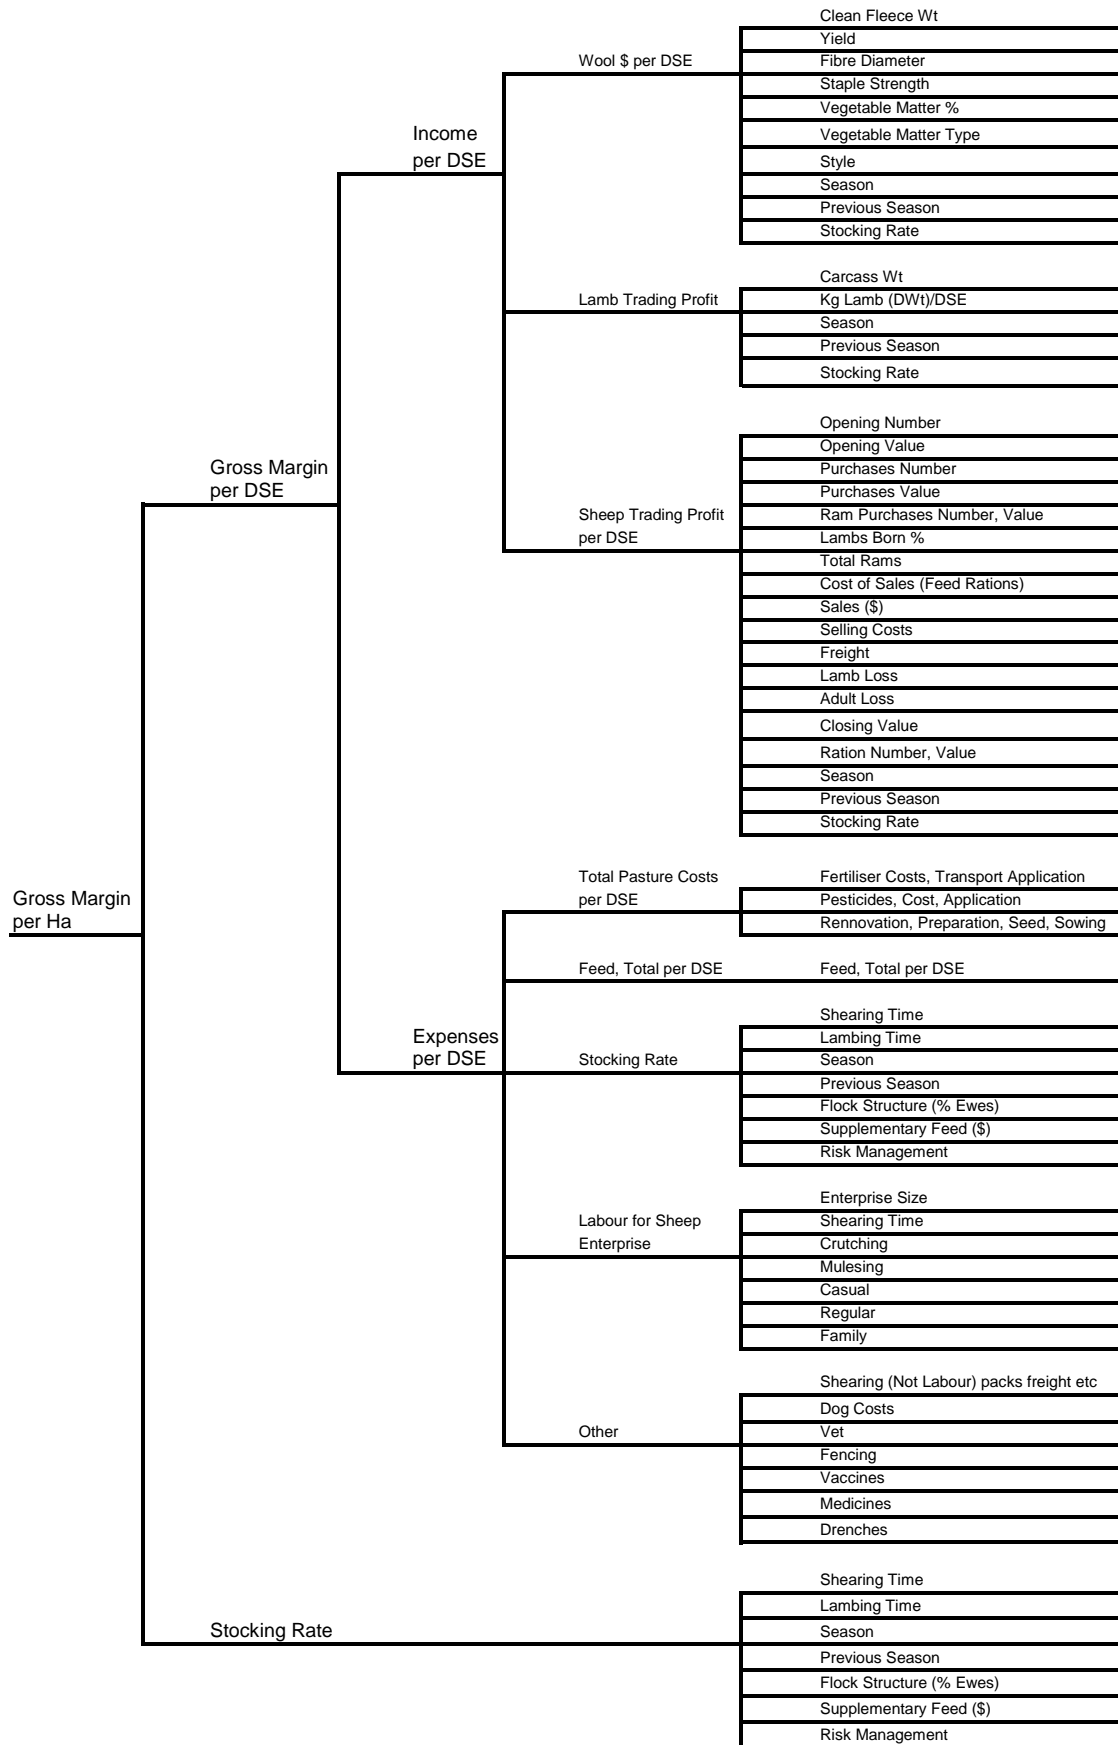 Clean Fleece Wt
Yield
Wool $ per DSE
Fibre Diameter
Staple Strength
Vegetable Matter %
Income
per DSE
Vegetable Matter Type
Style
Season
Previous Season
Stocking Rate
Carcass Wt
Lamb Trading Profit
Kg Lamb (DWt)/DSE
Season
Previous Season
Stocking Rate
Opening Number
Opening Value
Gross Margin
per DSE
Purchases Number
Purchases Value
Sheep Trading Profit
per DSE
Ram Purchases Number, Value
Lambs Born %
Total Rams
Cost of Sales (Feed Rations)
Sales ($)
Selling Costs
Freight
Lamb Loss
Adult Loss
Closing Value
Ration Number, Value
Season
Previous Season
Stocking Rate
Gross Margin
per Ha
Total Pasture Costs
per DSE
Fertiliser Costs, Transport Application
Pesticides, Cost, Application
Rennovation, Preparation, Seed, Sowing
Feed, Total per DSE
Feed, Total per DSE
Expenses
per DSE
Shearing Time
Lambing Time
Stocking Rate
Season
Previous Season
Flock Structure (% Ewes)
Supplementary Feed ($)
Risk Management
Enterprise Size
Labour for Sheep
Enterprise
Shearing Time
Crutching
Mulesing
Casual
Regular
Family
Shearing (Not Labour) packs freight etc
Dog Costs
Other
Vet
Fencing
Vaccines
Medicines
Drenches
Shearing Time
Lambing Time
Stocking Rate
Season
Previous Season
Flock Structure (% Ewes)
Supplementary Feed ($)
Risk Management